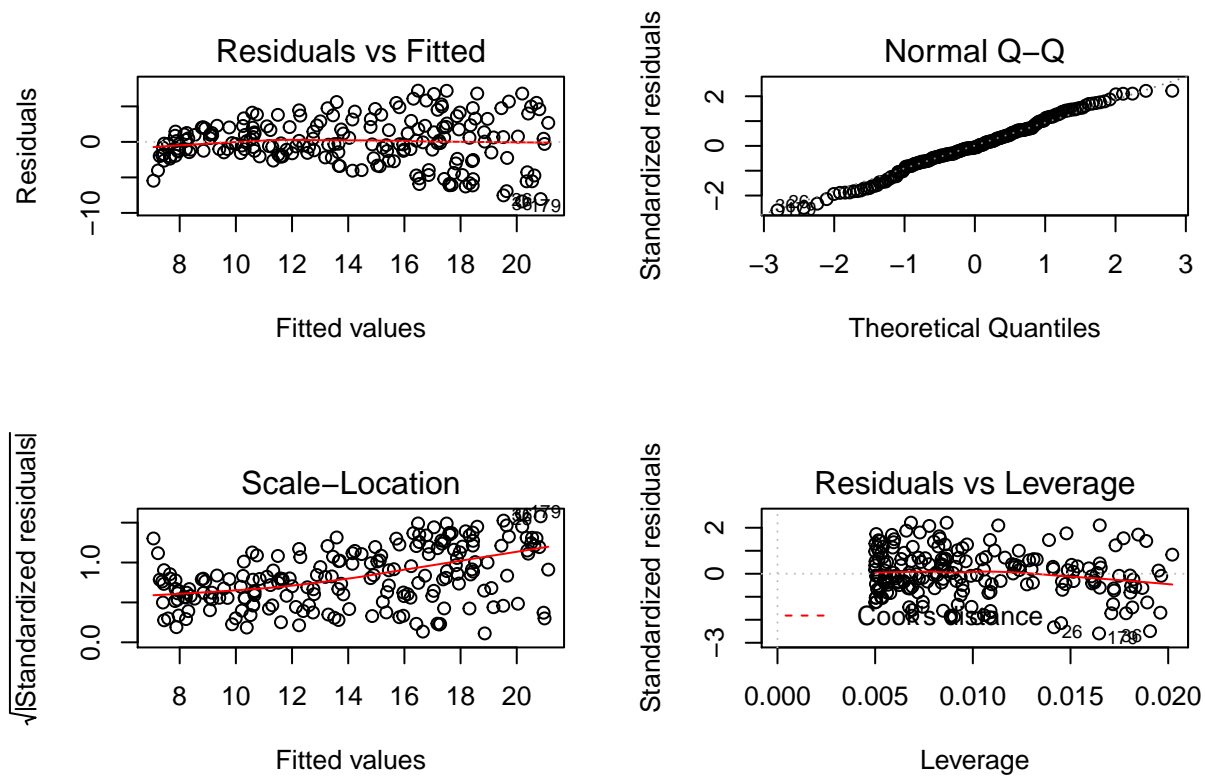 Residuals vs Fitted
Residuals
0
−10
36179
8 10 12 14 16 18 20
Fitted values
Normal Q−Q
Standardized residuals
2
0
−2
−3 −2 −1 0 1 2 3
Theoretical Quantiles
Scale−Location
√|Standardized residuals|
1.0
0.0
8 10 12 14 16 18 20
Fitted values
Residuals vs Leverage
Standardized residuals
2
0
−3
Cook's distance
26
179
36
0.000 0.005 0.010 0.015 0.020
Leverage